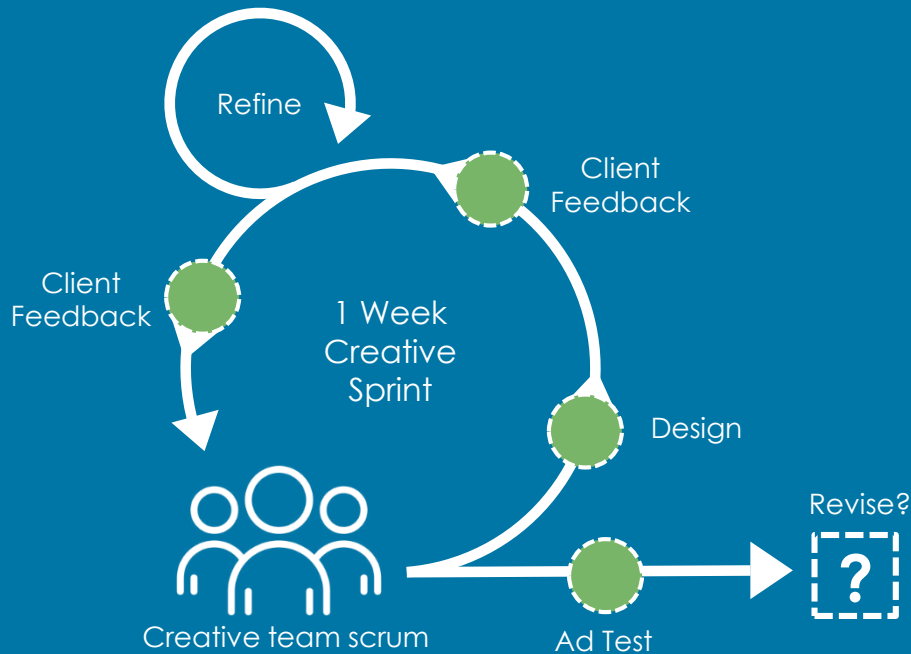 Refine
Client
Feedback
Client
Feedback
1 Week
Creative
Sprint
Design
Revise?
?
Creative team scrum
Ad Test